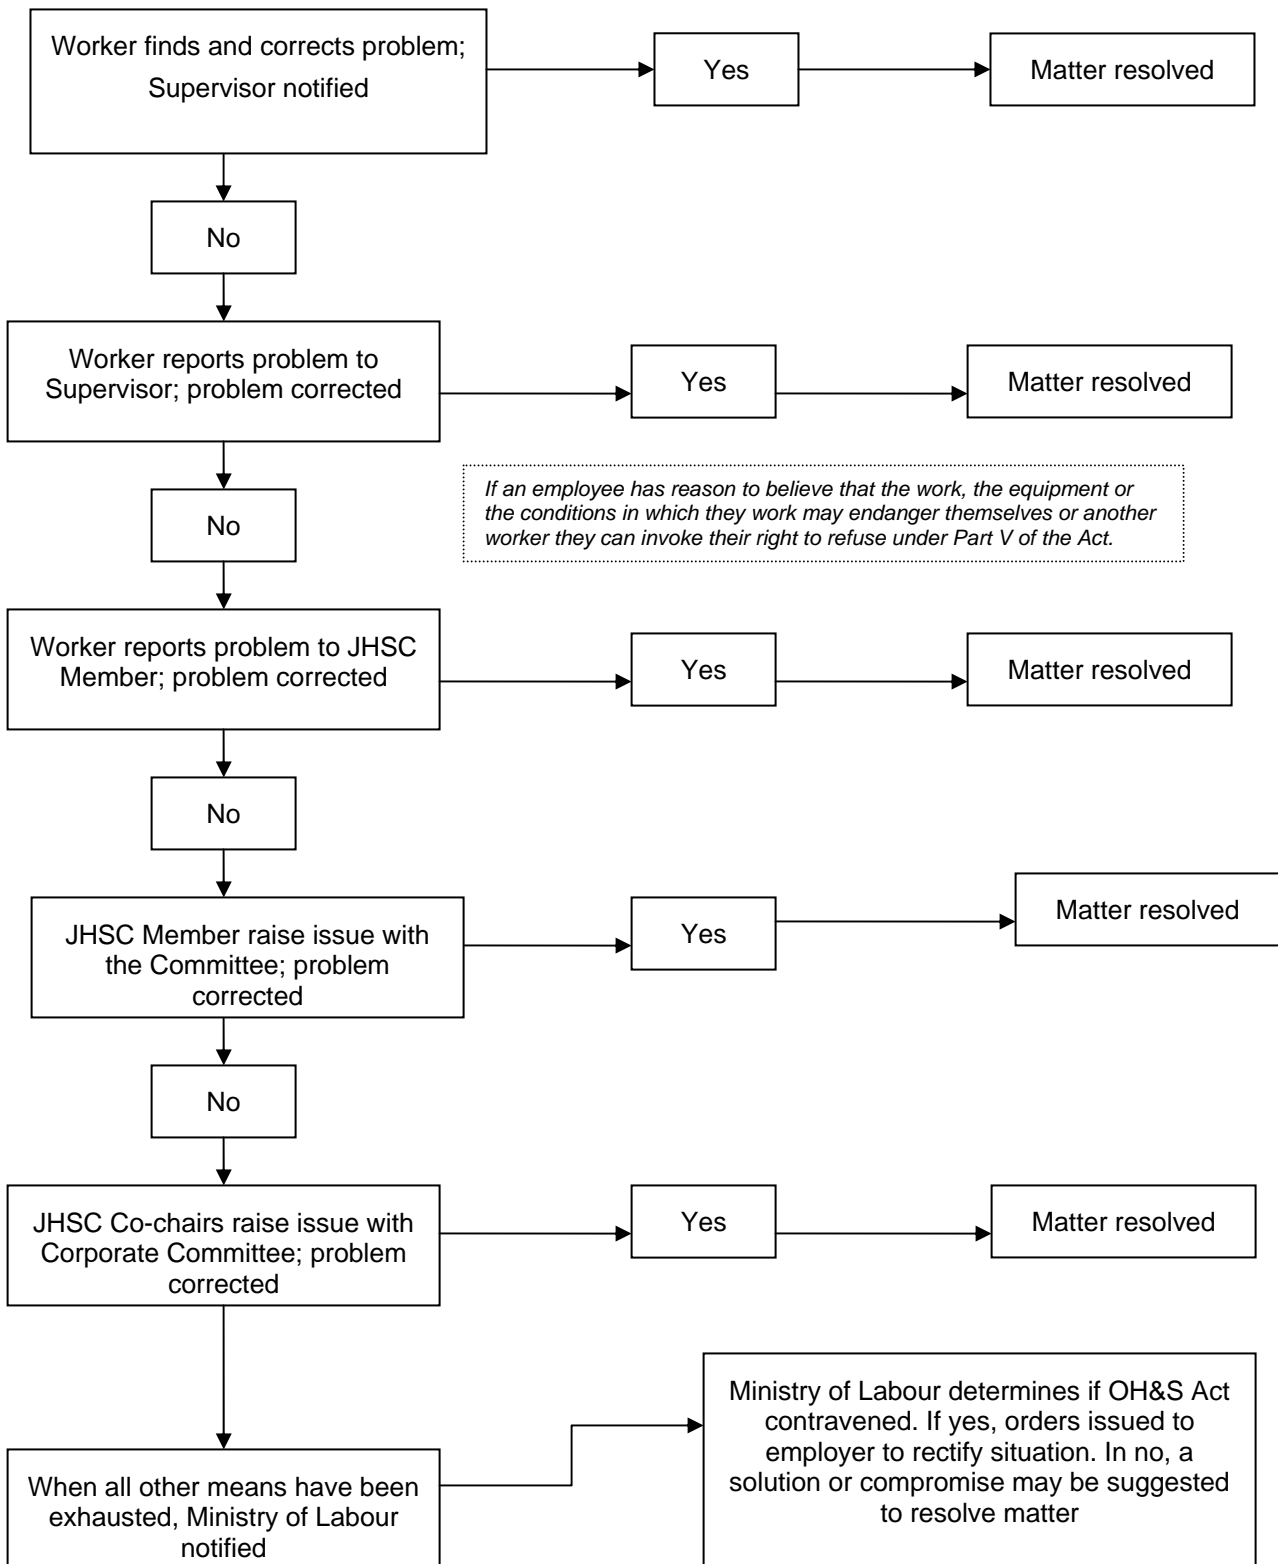 Worker finds and corrects problem;
Supervisor notified
Yes
Matter resolved
No
Worker reports problem to
Supervisor; problem corrected
Yes
Matter resolved
No
If an employee has reason to believe that the work, the equipment or
the conditions in which they work may endanger themselves or another
worker they can invoke their right to refuse under Part V of the Act.
Worker reports problem to JHSC
Member; problem corrected
Yes
Matter resolved
No
JHSC Member raise issue with
the Committee; problem
corrected
Yes
Matter resolved
No
JHSC Co-chairs raise issue with
Corporate Committee; problem
corrected
Yes
Matter resolved
When all other means have been
exhausted, Ministry of Labour
notified
Ministry of Labour determines if OH&S Act
contravened. If yes, orders issued to
employer to rectify situation. In no, a
solution or compromise may be suggested
to resolve matter